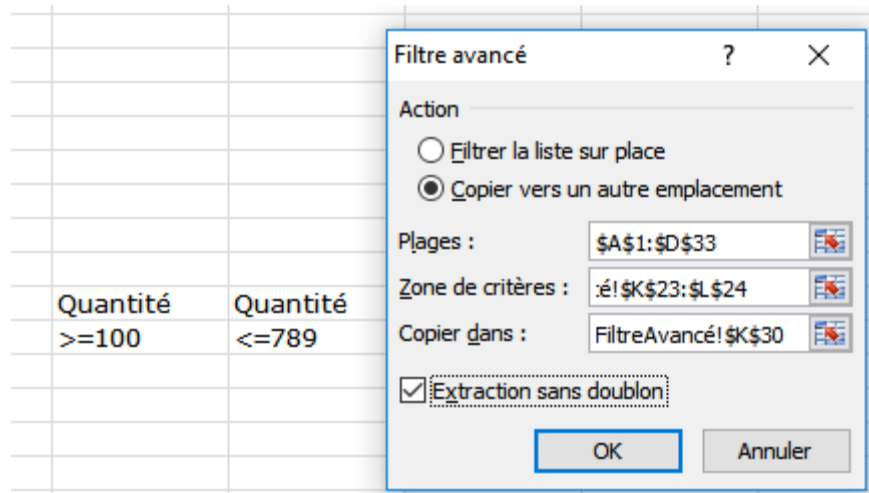 Filtre avancé ? ×
Action
Filtrer la liste sur place
Copier vers un autre emplacement
Plages : $A$1:$D$33
Zone de critères : :é!$K$23:$L$24
Copier dans : FiltreAvancé!$K$30
Extraction sans doublon
OK Annuler
Quantité Quantité
>=100 <=789